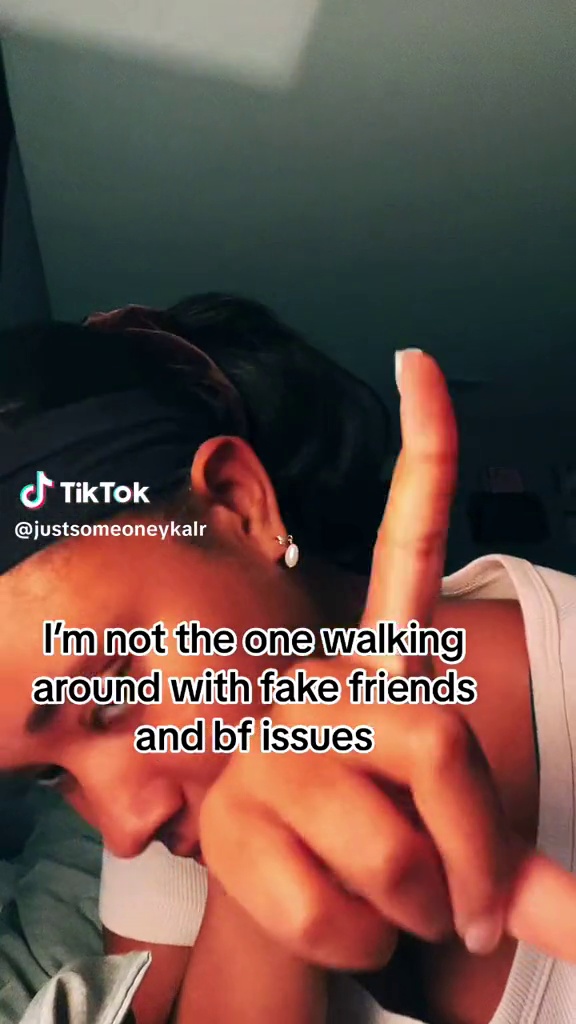 TikTok
@justsomeoneykalr
I'm not the one walking
around with fake friends
and bf issues